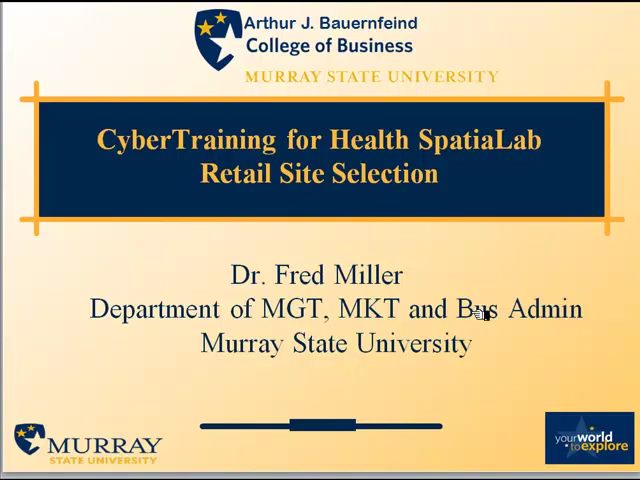 Arthur J. Bauernfeind
College of Business
MURRAY STATE UNIVERSITY
CyberTraining for Health SpatiaLab
Retail Site Selection
Dr. Fred Miller
Department of MGT, MKT and Bus Admin
Murray State University
MURRAY
STATE UNIVERSITY
your world
to explore